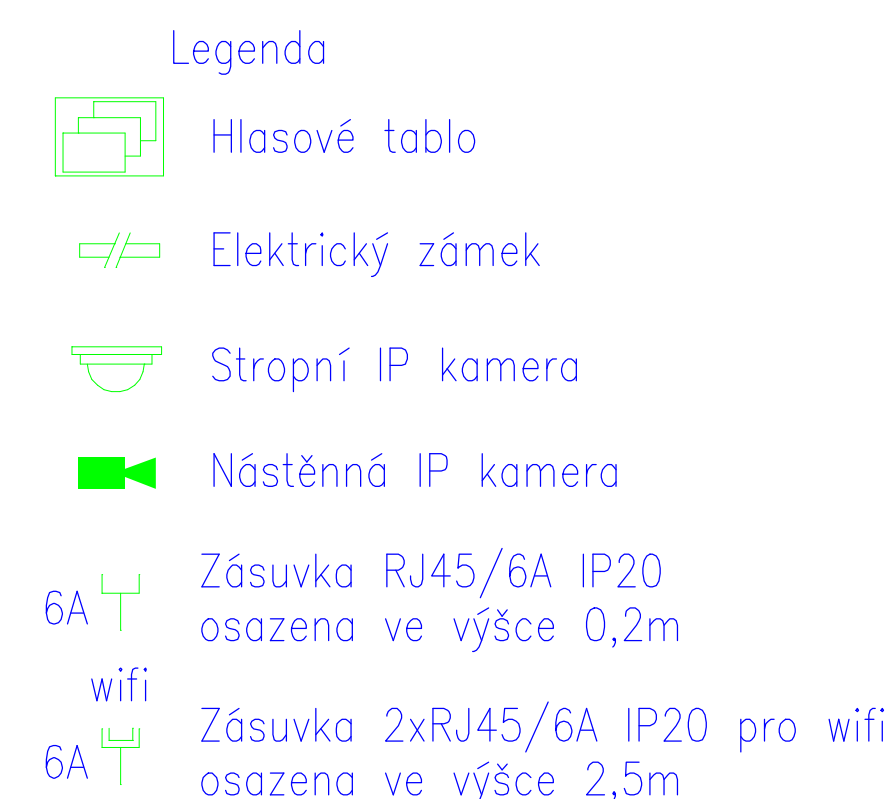 Legenda
Hlasové tablo
Elektrický zámek
Stropní IP kamera
Nástěnná IP kamera
6A Zásuvka RJ45/6A IP20
osazena ve výšce 0,2m
wifi
6A Zásuvka 2xRJ45/6A IP20 pro wifi
osazena ve výšce 2,5m